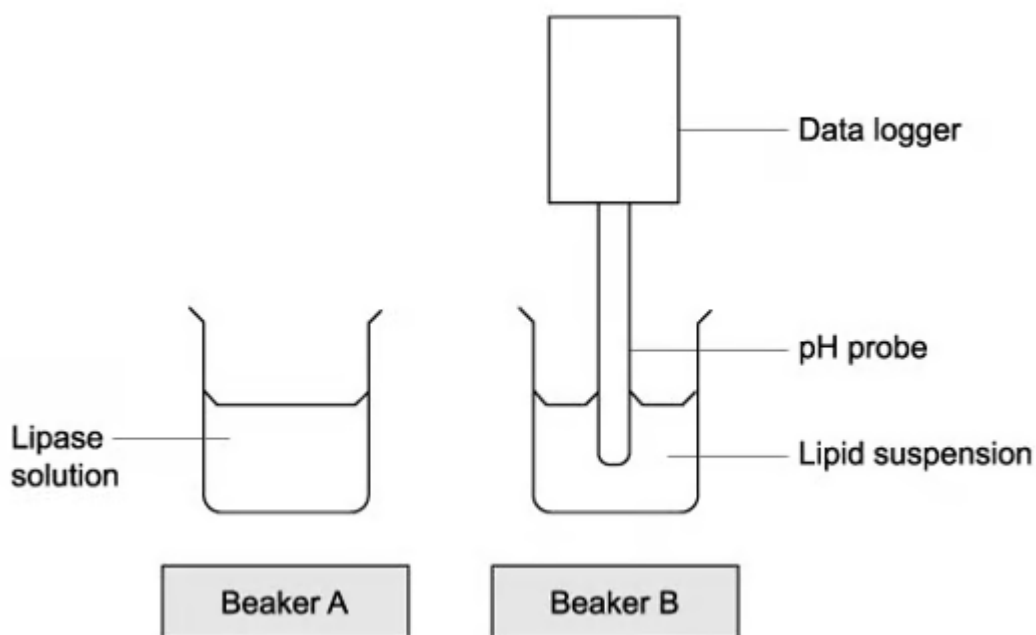 Data logger
pH probe
Lipase
solution
Lipid suspension
Beaker A
Beaker B